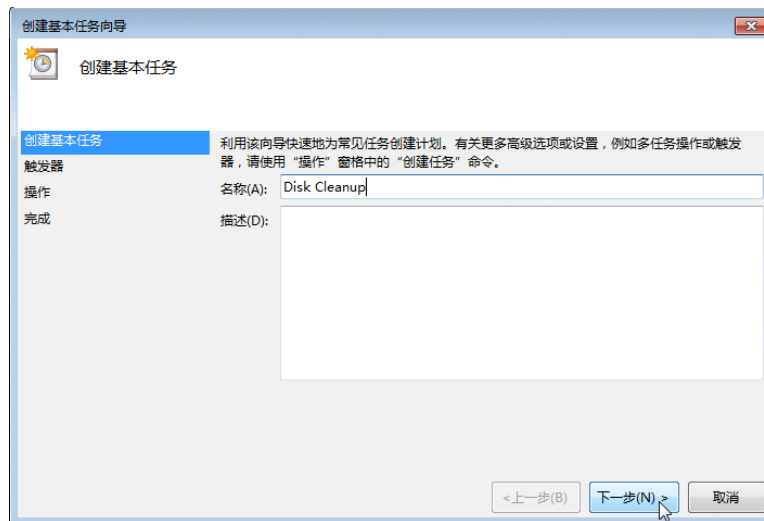 创建基本任务向导
创建基本任务
创建基本任务
触发器
操作
完成
利用该向导快速地为常见任务创建计划。有关更多高级选项或设置，例如多任务操作或触发
器，请使用“操作”窗格中的“创建任务”命令。
名称(A): Disk Cleanup
描述(D):
<上一步(B) 下一步(N) > 取消